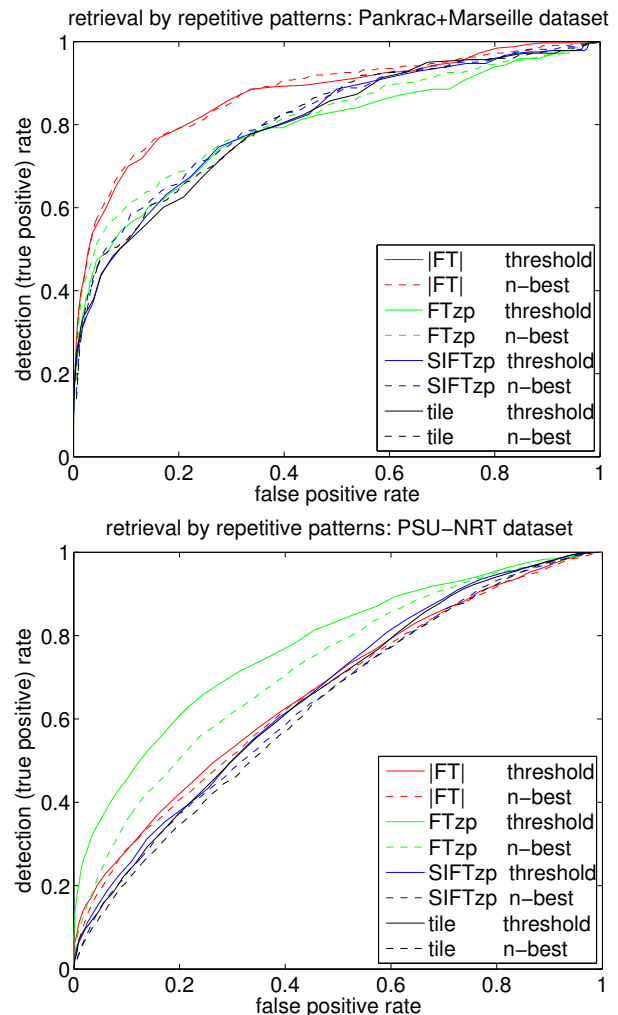 retrieval by repetitive patterns: Pankrac+Marseille dataset
1
0.8
0.6
0.4
0.2
0
detection (true positive) rate
|FT| threshold
|FT| n−best
FTzp threshold
FTzp n−best
SIFTzp threshold
SIFTzp n−best
tile threshold
tile n−best
0 0.2 0.4 0.6 0.8 1
false positive rate
retrieval by repetitive patterns: PSU−NRT dataset
1
0.8
0.6
0.4
0.2
0
detection (true positive) rate
|FT| threshold
|FT| n−best
FTzp threshold
FTzp n−best
SIFTzp threshold
SIFTzp n−best
tile threshold
tile n−best
0 0.2 0.4 0.6 0.8 1
false positive rate